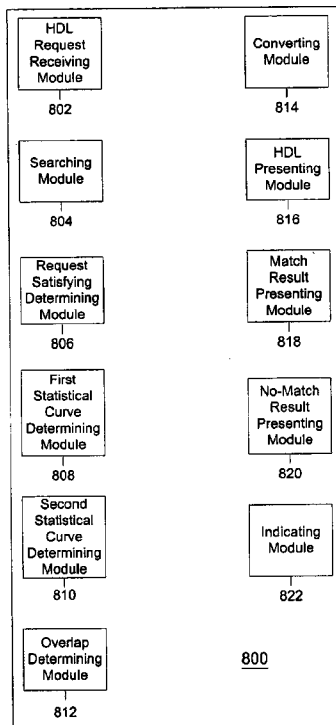 HDL
Request
Receiving
Module
802
Searching
Module
804
Request
Satisfying
Determining
Module
806
First
Statistical
Curve
Determining
Module
808
Second
Statistical
Curve
Determining
Module
810
Overlap
Determining
Module
812
Converting
Module
814
HDL
Presenting
Module
816
Match
Result
Presenting
Module
818
No-Match
Result
Presenting
Module
820
Indicating
Module
822
800